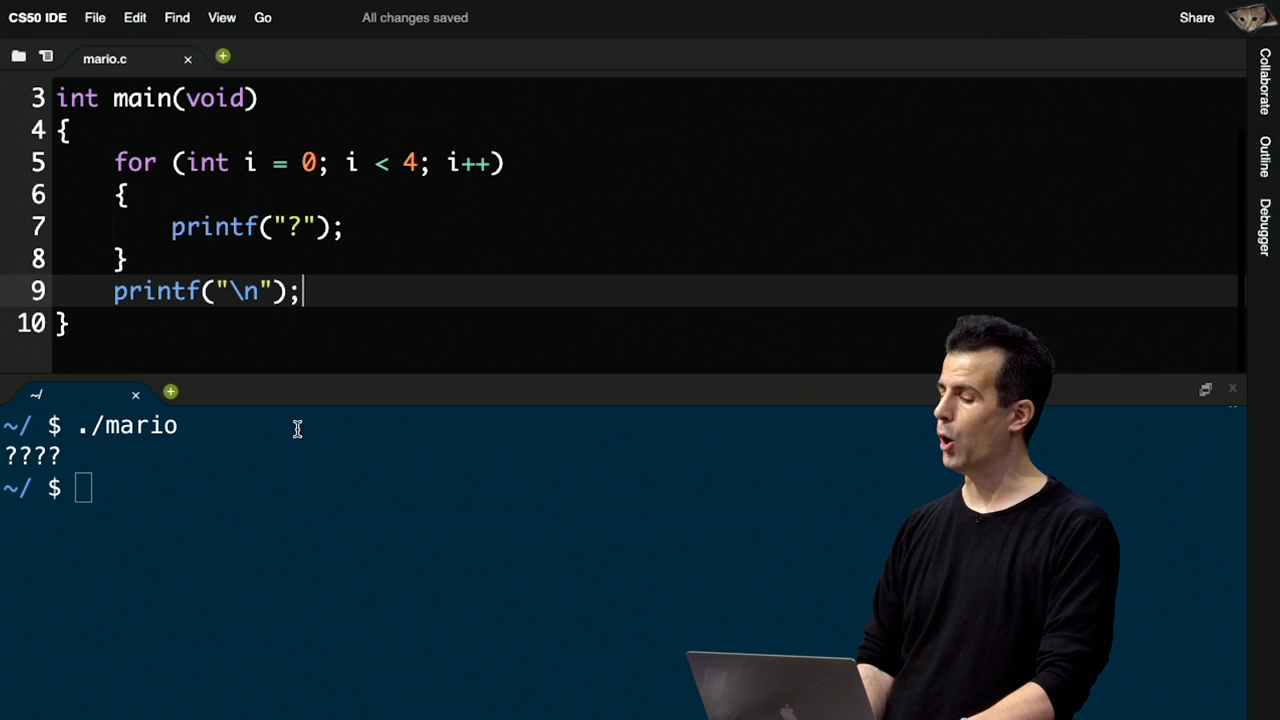 CS50 IDE File Edit Find View Go All changes saved Share
mario.c
3 int main(void)
4 {
5 for (int i = 0; i < 4; i++)
6 {
7 printf("?");
8 }
9 printf("\n");
10 }
~/
~/ $ ./mario
????
~/ $
Collaborate
Outline
Debugger